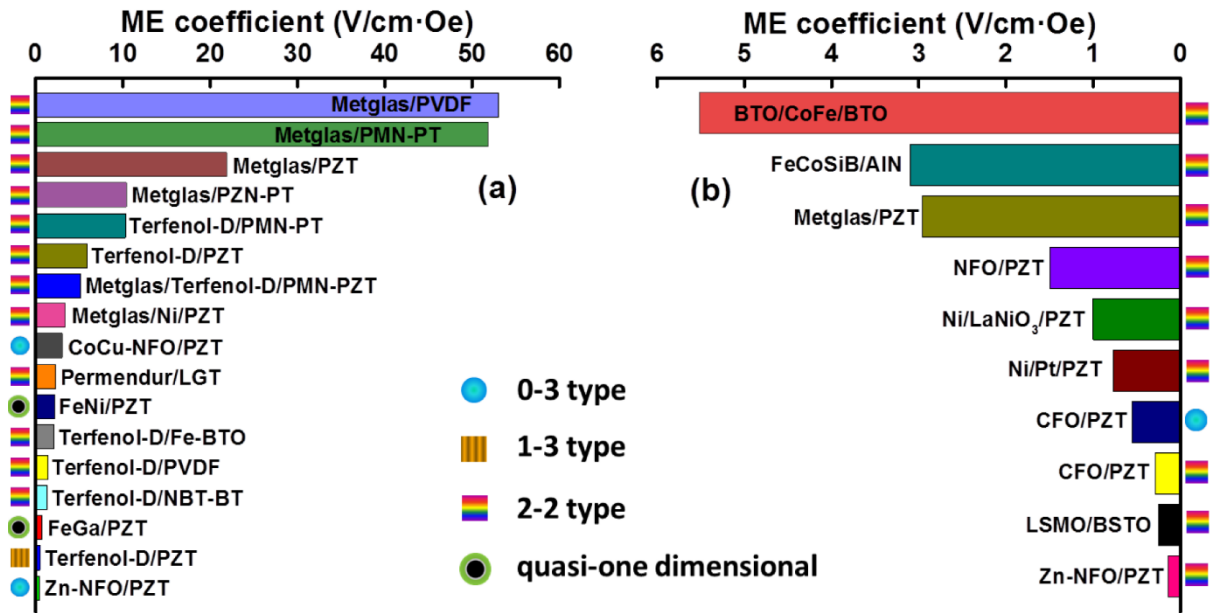 ME coefficient (V/cm·Oe)
0 10 20 30 40 50 60
Metglas/PVDF
Metglas/PMN-PT
Metglas/PZT
Metglas/PZN-PT
Terfenol-D/PMN-PT
Terfenol-D/PZT
Metglas/Terfenol-D/PMN-PZT
Metglas/Ni/PZT
CoCu-NFO/PZT
Permendur/LGT
FeNi/PZT
Terfenol-D/Fe-BTO
Terfenol-D/PVDF
Terfenol-D/NBT-BT
FeGa/PZT
Terfenol-D/PZT
Zn-NFO/PZT
(a)
0-3 type
1-3 type
2-2 type
quasi-one dimensional
ME coefficient (V/cm·Oe)
6 5 4 3 2 1 0
BTO/CoFe/BTO
FeCoSiB/AlN
Metglas/PZT
NFO/PZT
Ni/LaNiO₃/PZT
Ni/Pt/PZT
CFO/PZT
CFO/PZT
LSMO/BSTO
Zn-NFO/PZT
(b)